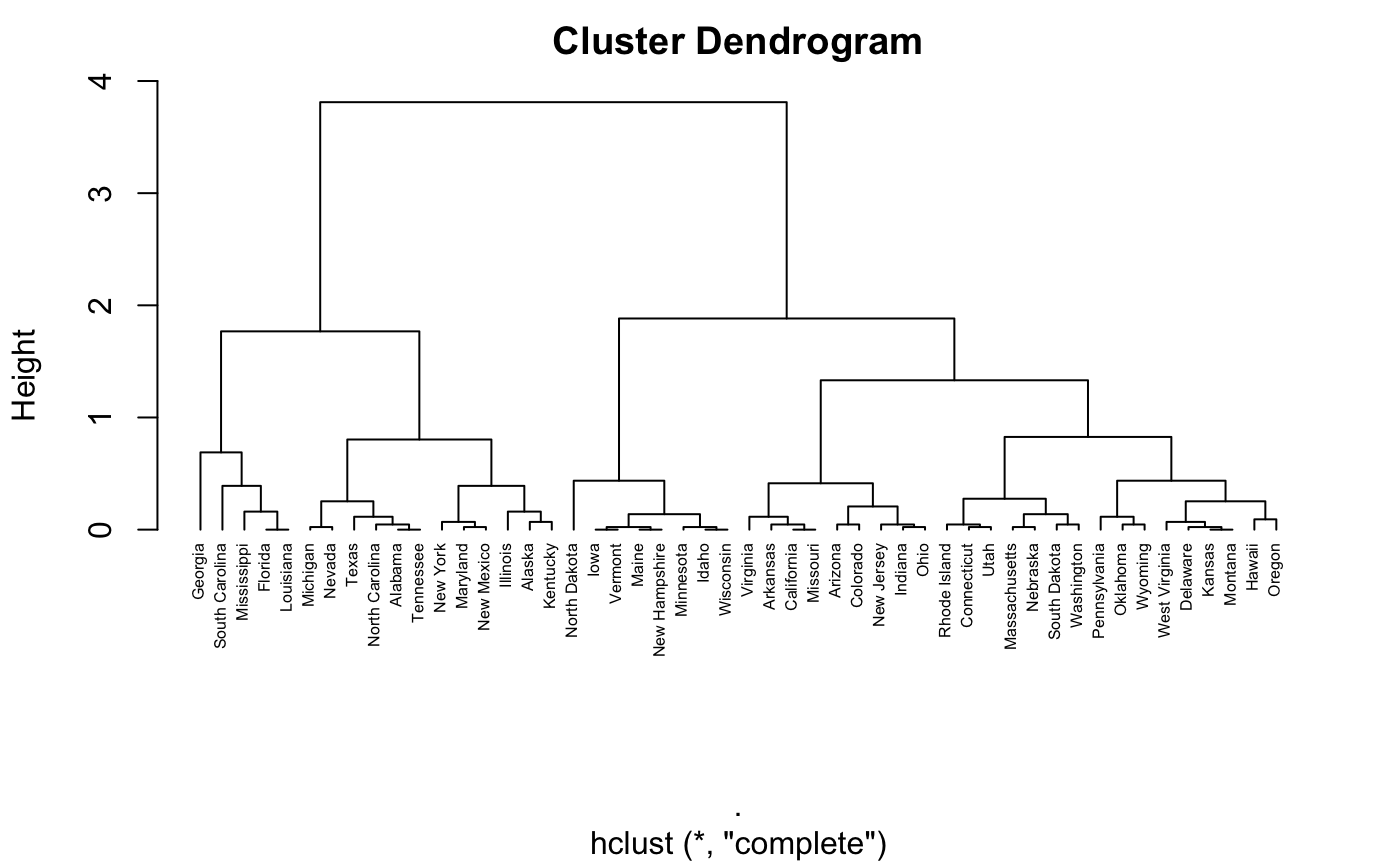 Cluster Dendrogram
Height
4
3
2
1
0
Georgia
South Carolina
Mississippi
Florida
Louisiana
Michigan
Nevada
Texas
North Carolina
Alabama
Tennessee
New York
Maryland
New Mexico
Illinois
Alaska
Kentucky
North Dakota
Iowa
Vermont
Maine
New Hampshire
Minnesota
Idaho
Wisconsin
Virginia
Arkansas
California
Missouri
Arizona
Colorado
New Jersey
Indiana
Ohio
Rhode Island
Connecticut
Utah
Massachusetts
Nebraska
South Dakota
Washington
Pennsylvania
Oklahoma
Wyoming
West Virginia
Delaware
Kansas
Montana
Hawaii
Oregon
.
hclust (*, "complete")